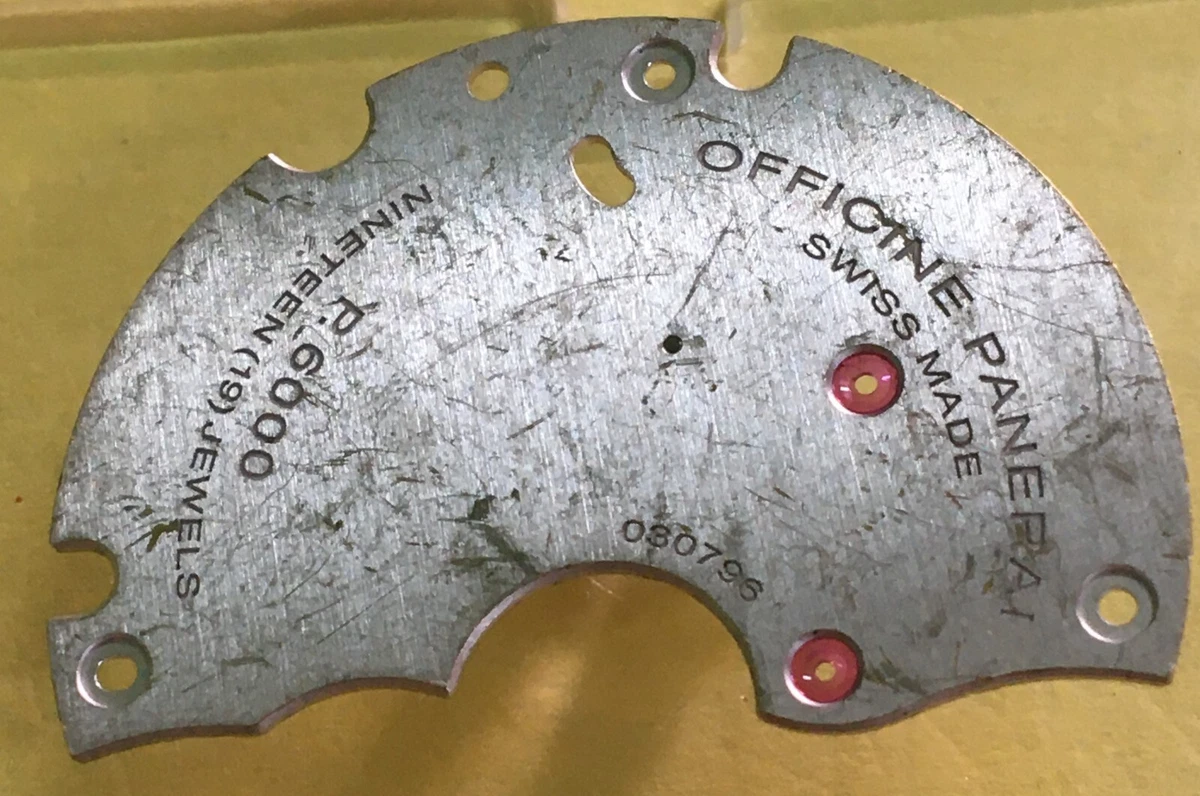 OFFICINE PANERAI
SWISS MADE
NINETEEN (19) JEWELS
P.6000
030796